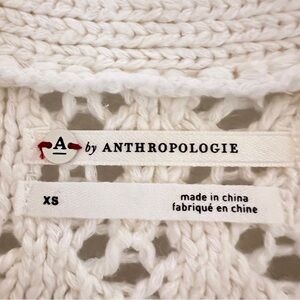 A by ANTHROPOLOGIE
XS
made in china
fabriqué en chine